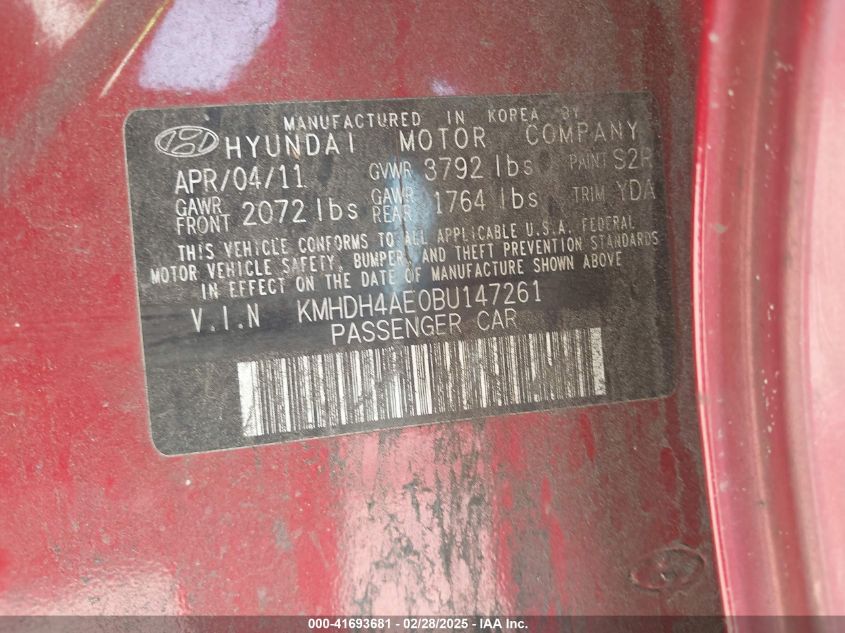 MANUFACTURED IN KOREA BY
HYUNDAI MOTOR COMPANY
APR/04/11 GVWR 3792 lbs PAINT S2R
GAWR FRONT 2072 lbs GAWR REAR 1764 lbs TRIM YDA
THIS VEHICLE CONFORMS TO ALL APPLICABLE U.S.A. FEDERAL
MOTOR VEHICLE SAFETY, BUMPER, AND THEFT PREVENTION STANDARDS
IN EFFECT ON THE DATE OF MANUFACTURE SHOWN ABOVE
V.I.N KMHDH4AE0BU147261
PASSENGER CAR
000-41693681 / 02/28/2025 - IAA Inc.